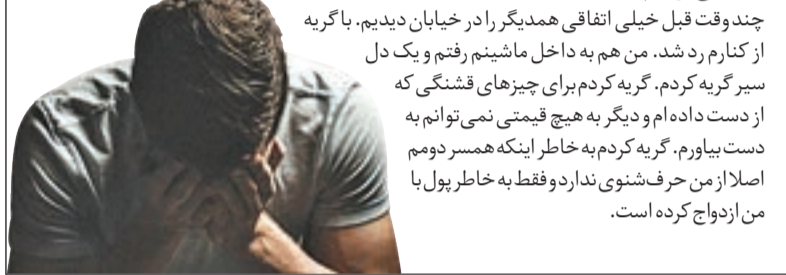 چند وقت قبل خیلی اتفاقی همدیگر را در خیابان دیدیم. با گریه
از کنارم رد شد. من هم به داخل ماشینم رفتم و یک دل
سیر گریه کردم. گریه کردم برای چیزهای قشنگی که
از دست داده‌ام و دیگر به هیچ قیمتی نمی‌توانم به
دست بیاورم. گریه کردم به خاطر اینکه همسر دومم
اصلا از من حرف‌شنوی ندارد و فقط به خاطر پول با
من ازدواج کرده است.